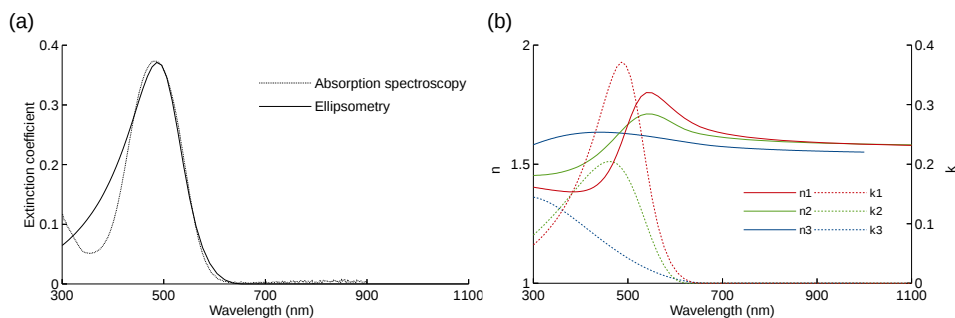 (a)
0.4
0.3
0.2
0.1
0
Extinction coefficient
300 500 700 900 1100
Wavelength (nm)
Absorption spectroscopy
Ellipsometry
(b)
2
1.5
1
n
0.4
0.3
0.2
0.1
0
k
n1 k1
n2 k2
n3 k3
300 500 700 900 1100
Wavelength (nm)